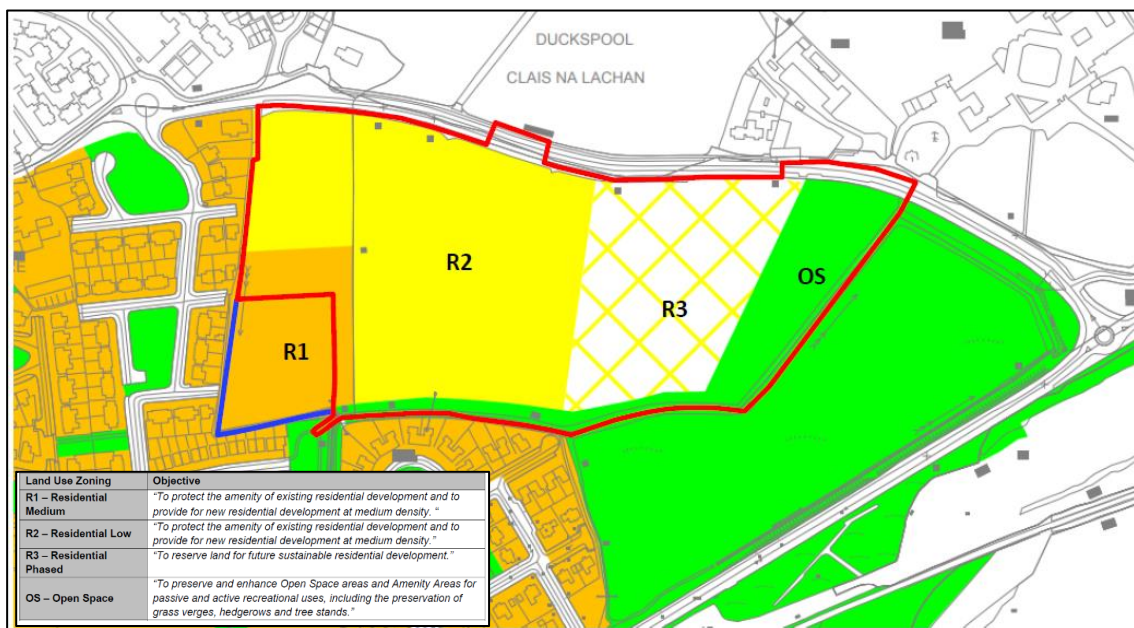 DUCKSPOOL
CLAIS NA LACHAN
R2
OS
R3
R1
Land Use Zoning Objective
R1 – Residential Medium “To protect the amenity of existing residential development and to
provide for new residential development at medium density. “
R2 – Residential Low “To protect the amenity of existing residential development and to
provide for new residential development at medium density.”
R3 – Residential Phased “To reserve land for future sustainable residential development.”
OS – Open Space “To preserve and enhance Open Space areas and Amenity Areas for
passive and active recreational uses, including the preservation of
grass verges, hedgerows and tree stands.”